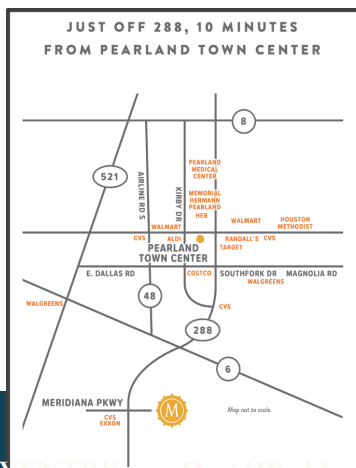 JUST OFF 288, 10 MINUTES
FROM PEARLAND TOWN CENTER
8
521
AIRLINE RD S
KIRBY DR
PEARLAND
MEDICAL
CENTER
MEMORIAL
HERMANN
PEARLAND
HEB
WALMART
WALMART
HOUSTON
METHODIST
CVS
ALDI
RANDALL'S
CVS
TARGET
PEARLAND
TOWN CENTER
E. DALLAS RD
COSTCO
SOUTHFORK DR
MAGNOLIA RD
WALGREENS
48
WALGREENS
CVS
288
6
MERIDIANA PKWY
M
Map not to scale.
CVS
EXXON